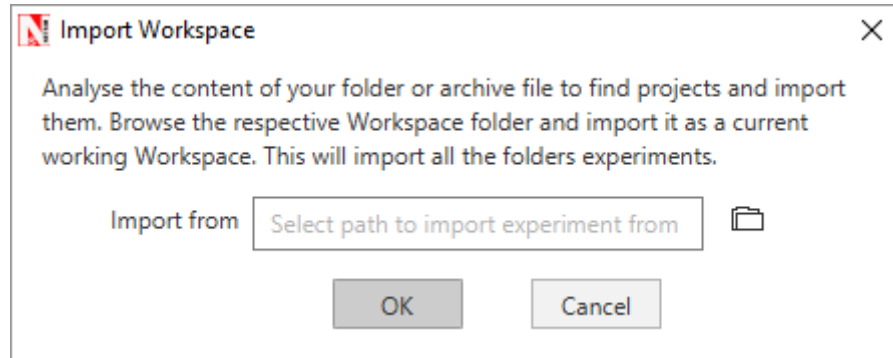 Import Workspace
Analyse the content of your folder or archive file to find projects and import
them. Browse the respective Workspace folder and import it as a current
working Workspace. This will import all the folders experiments.
Import from Select path to import experiment from
OK Cancel